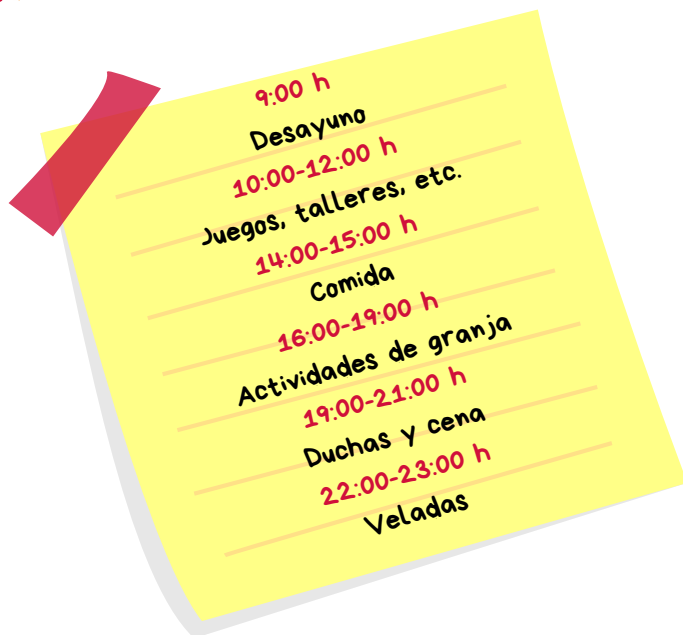 9:00 h
Desayuno
10:00-12:00 h
Juegos, talleres, etc.
14:00-15:00 h
Comida
16:00-19:00 h
Actividades de granja
19:00-21:00 h
Duchas y cena
22:00-23:00 h
Veladas